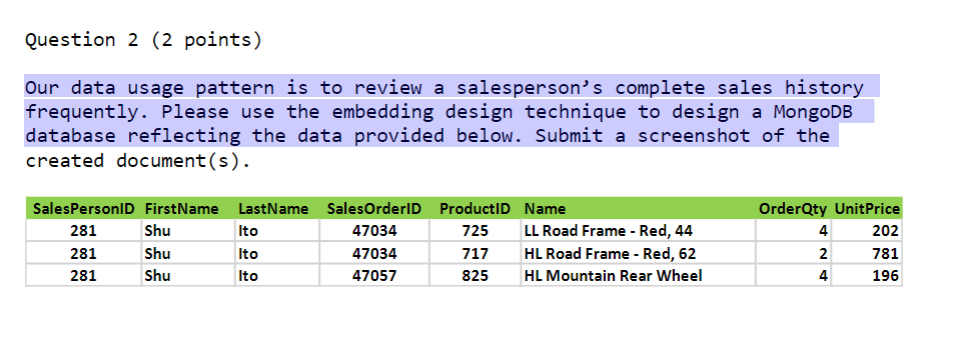 Question 2 (2 points)
Our data usage pattern is to review a salesperson’s complete sales history
frequently. Please use the embedding design technique to design a MongoDB
database reflecting the data provided below. Submit a screenshot of the
created document(s).
SalesPersonID FirstName LastName SalesOrderID ProductID Name OrderQty UnitPrice
281 Shu Ito 47034 725 LL Road Frame - Red, 44 4 202
281 Shu Ito 47034 717 HL Road Frame - Red, 62 2 781
281 Shu Ito 47057 825 HL Mountain Rear Wheel 4 196